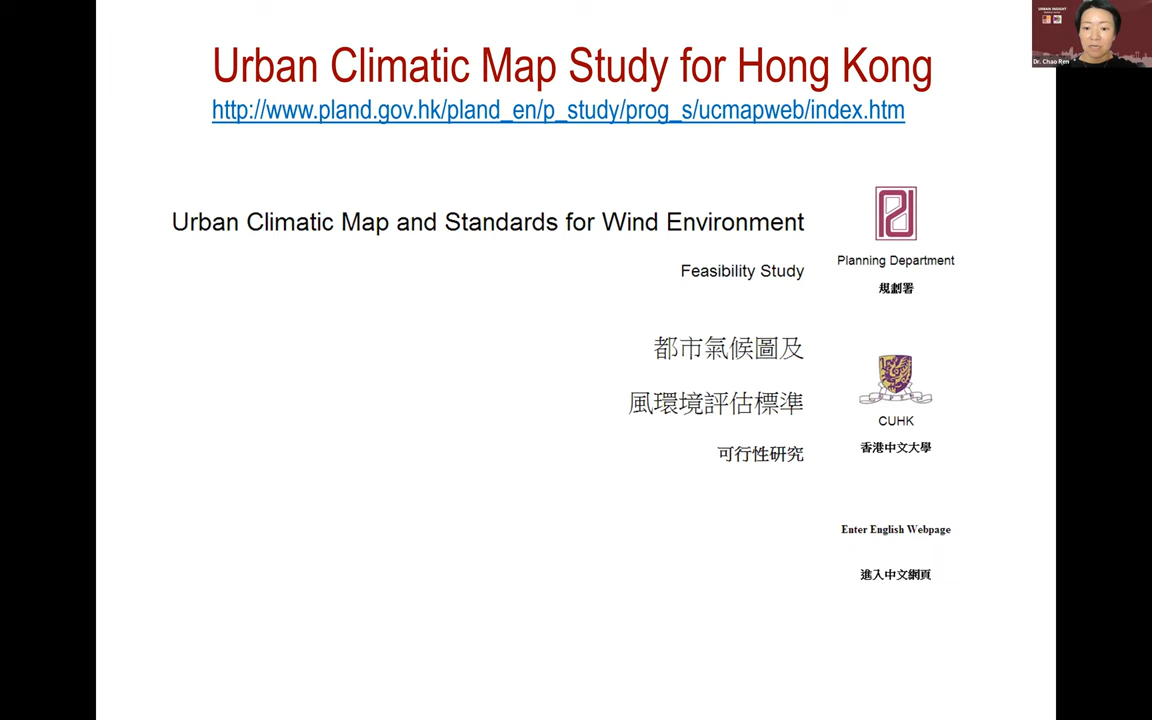 Urban Climatic Map Study for Hong Kong
http://www.pland.gov.hk/pland_en/p_study/prog_s/ucmapweb/index.htm
Urban Climatic Map and Standards for Wind Environment
Feasibility Study
都市氣候圖及
風環境評估標準
可行性研究
Planning Department
規劃署
CUHK
香港中文大學
Enter English Webpage
進入中文網頁
URBAN INSIGHT
Dr. Chao Ren